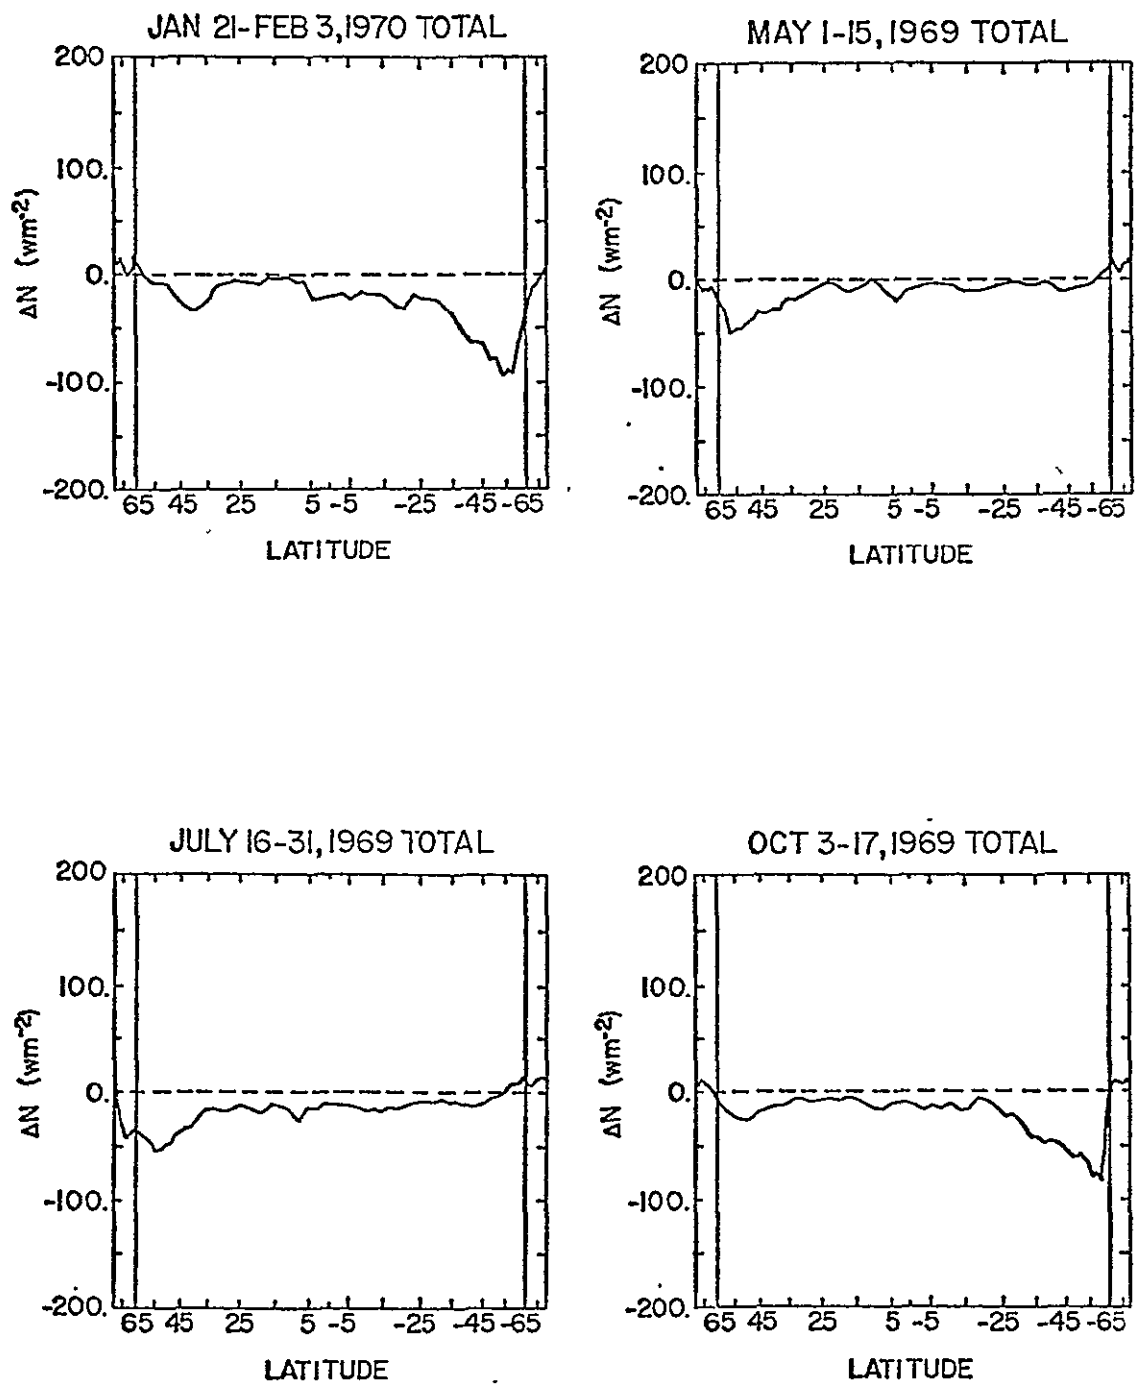 JAN 21-FEB 3,1970 TOTAL
200
100.
0.
-100.
-200.
ΔN (wm⁻²)
65 45 25 5 -5 -25 -45 -65
LATITUDE
MAY 1-15, 1969 TOTAL
200
100.
0.
-100.
-200.
ΔN (wm⁻²)
65 45 25 5 -5 -25 -45 -65
LATITUDE
JULY 16-31, 1969 TOTAL
200
100.
0.
-100.
-200.
ΔN (wm⁻²)
65 45 25 5 -5 -25 -45 -65
LATITUDE
OCT 3-17, 1969 TOTAL
200
100.
0.
-100.
-200.
ΔN (wm⁻²)
65 45 25 5 -5 -25 -45 -65
LATITUDE